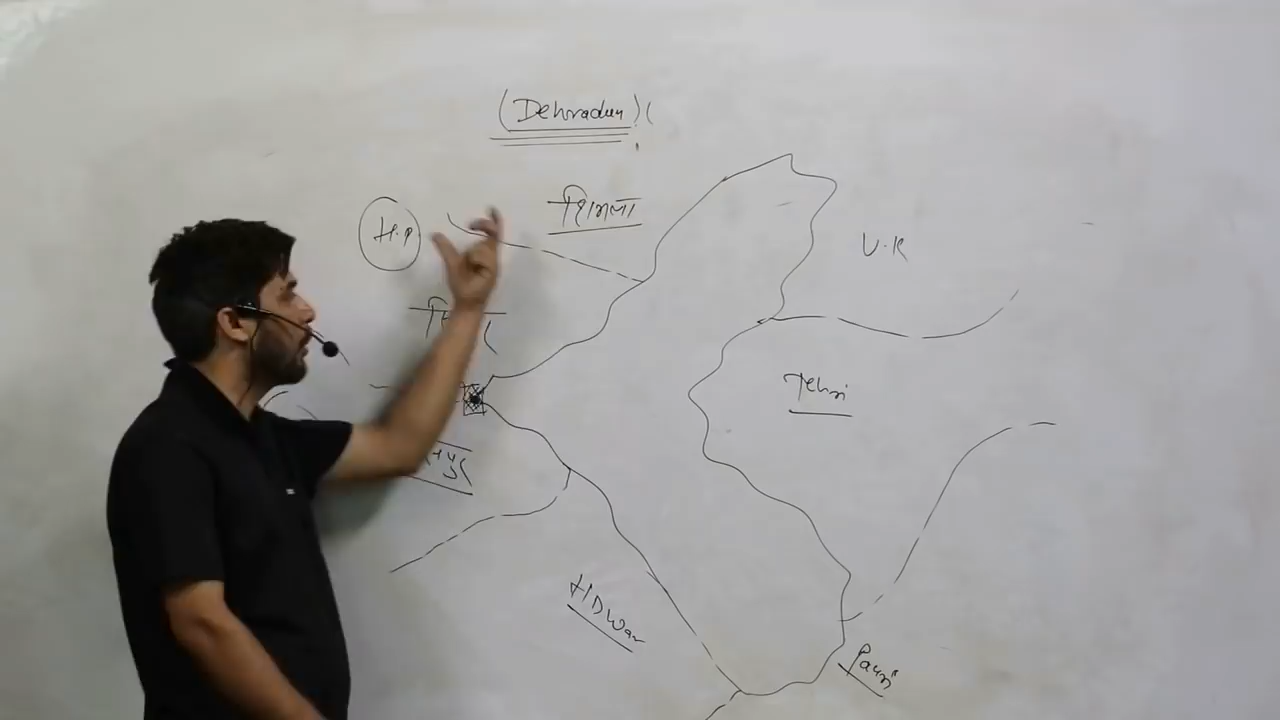 (Dehradun)(
शिमला
H.P
U.K
Tehri
HDwar
Pauri